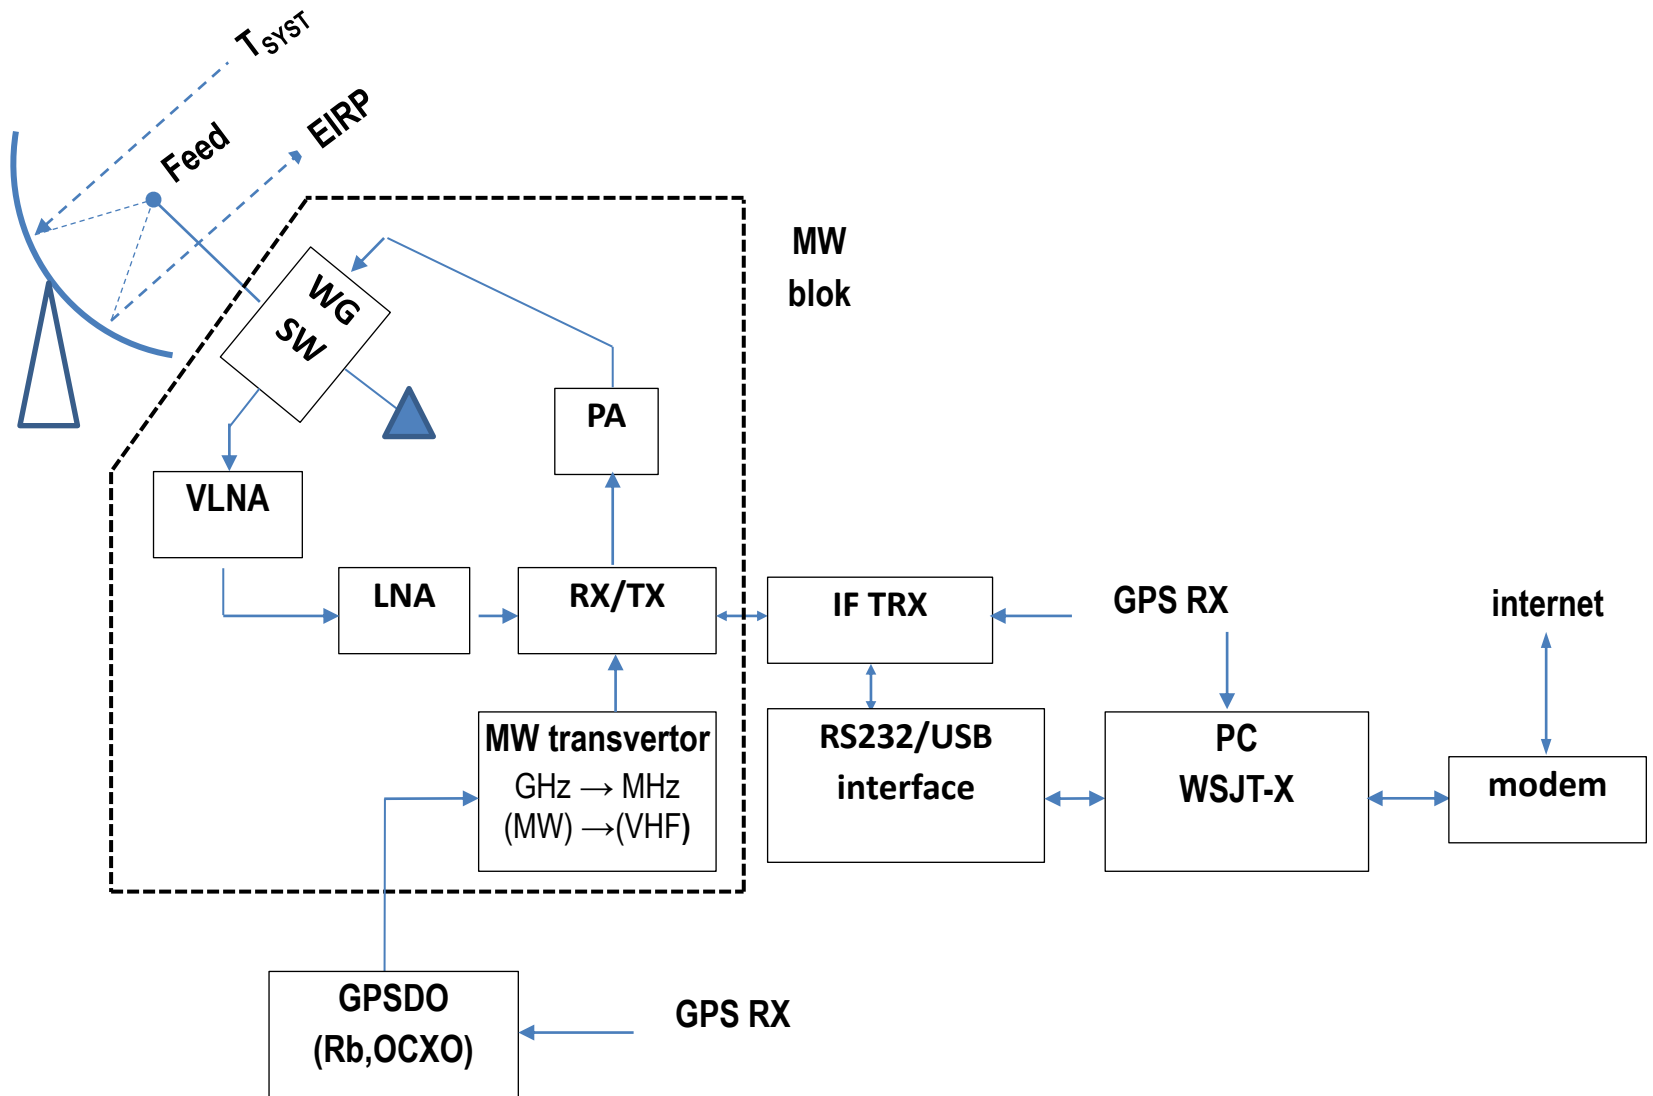 T_SYST
EIRP
Feed
MW
blok
WG
SW
PA
VLNA
LNA
RX/TX
IF TRX
GPS RX
internet
MW transvertor
GHz → MHz
(MW) →(VHF)
RS232/USB
interface
PC
WSJT-X
modem
GPSDO
(Rb,OCXO)
GPS RX